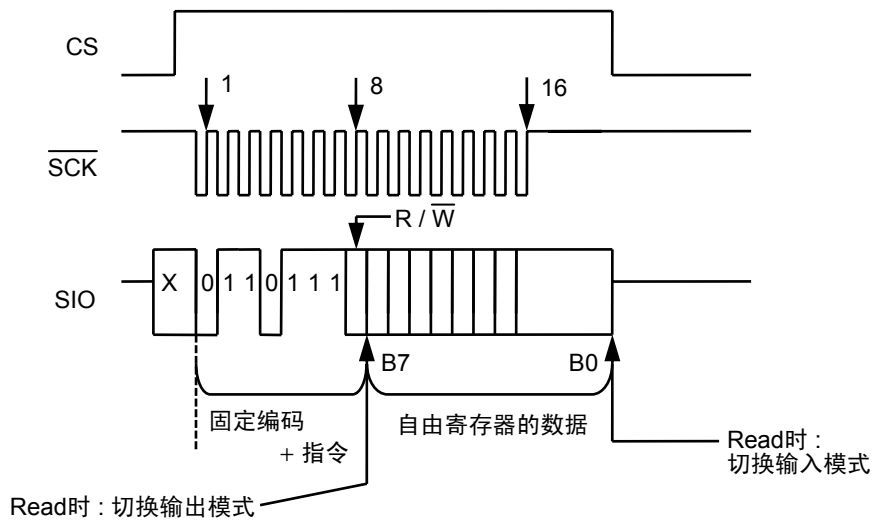 CS
1
8
16
SCK
R / W
SIO
X
0 1 1 0 1 1 1
B7
B0
固定编码
+ 指令
自由寄存器的数据
Read时 :
切换输入模式
Read时 : 切换输出模式